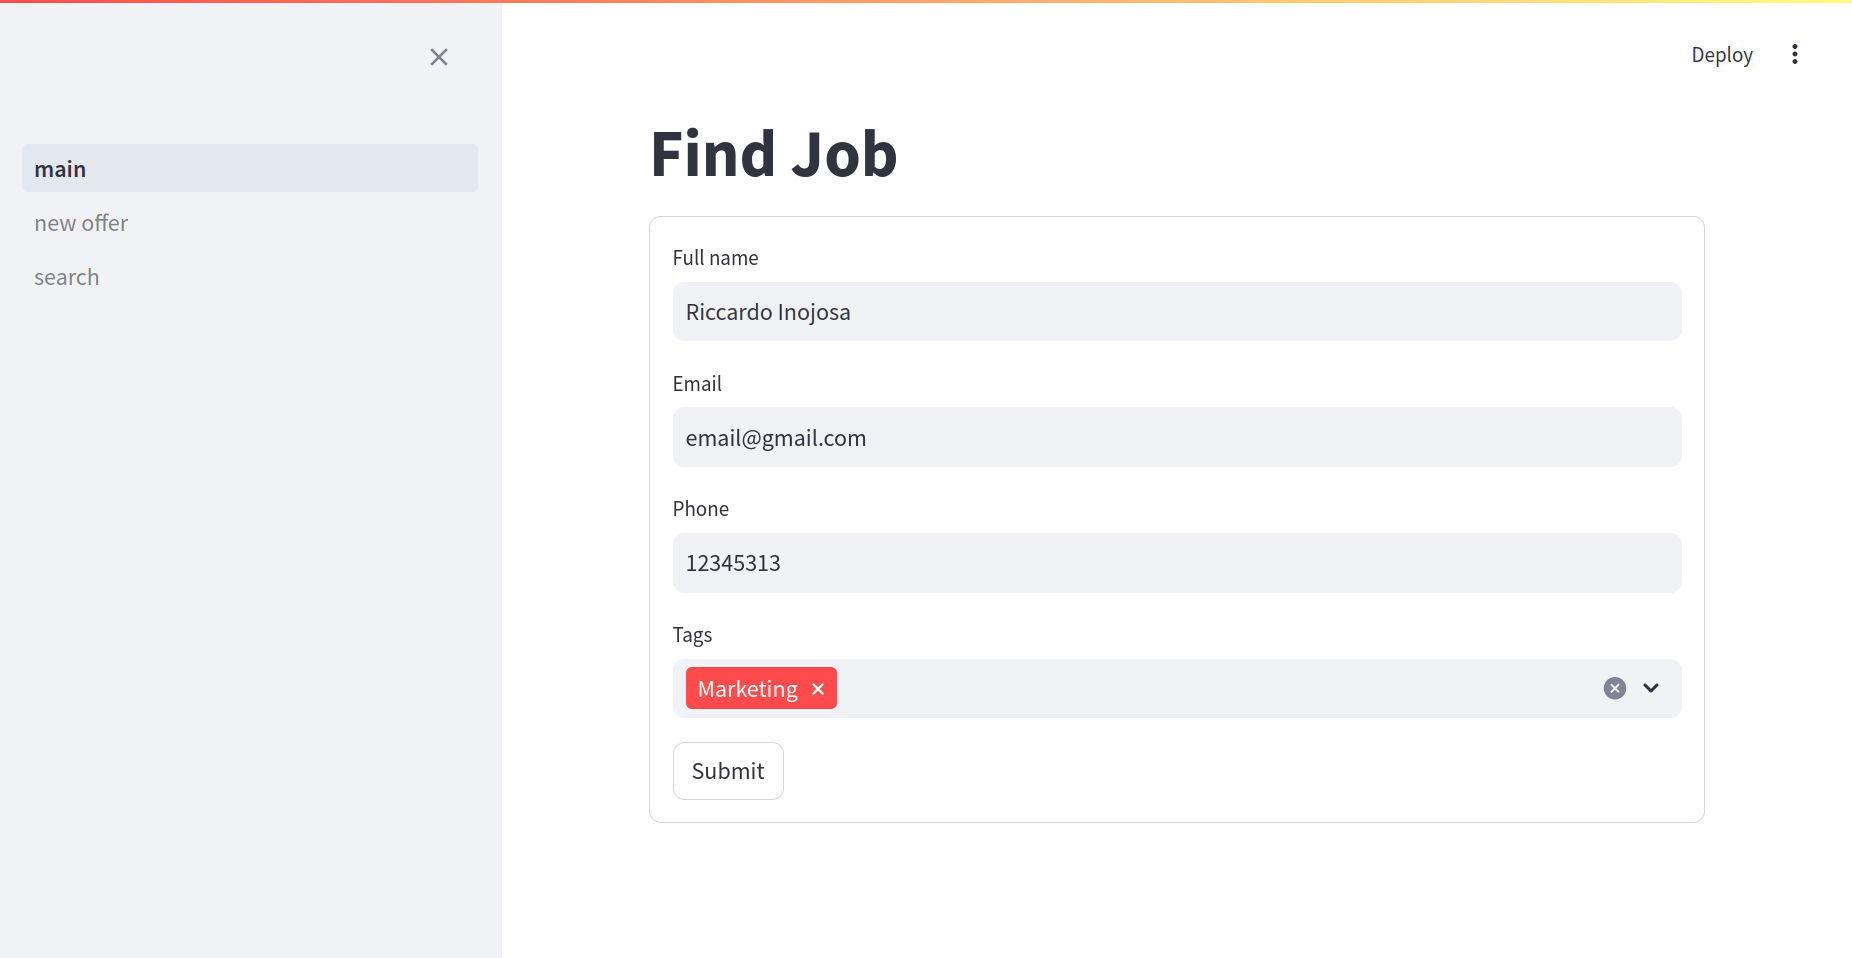 Deploy
main
new offer
search
Find Job
Full name
Riccardo Inojosa
Email
email@gmail.com
Phone
12345313
Tags
Marketing
Submit